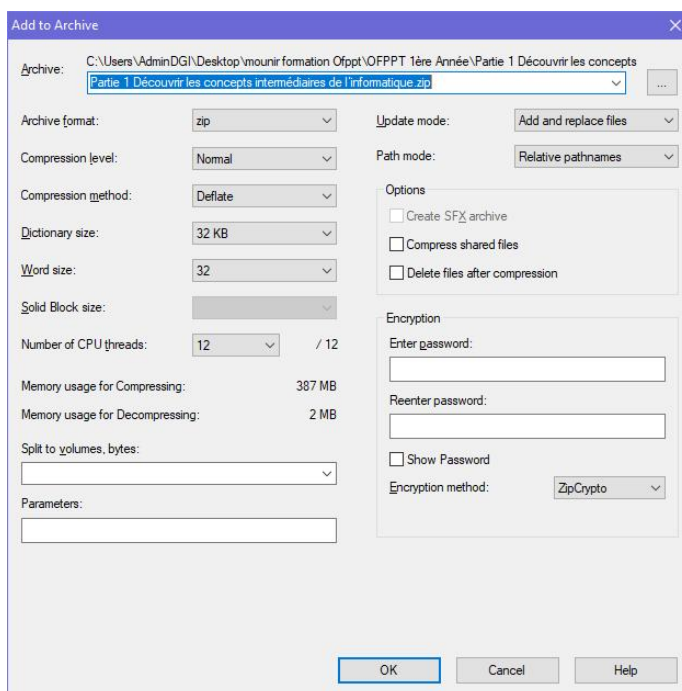 Add to Archive
Archive:
C:\Users\AdminDGI\Desktop\mounir formation Ofppt\OFPPT 1ère Année\Partie 1 Découvrir les concepts
Partie 1 Découvrir les concepts intermédiaires de l'informatique.zip
...
Archive format: zip
Compression level: Normal
Compression method: Deflate
Dictionary size: 32 KB
Word size: 32
Solid Block size:
Number of CPU threads: 12 / 12
Memory usage for Compressing: 387 MB
Memory usage for Decompressing: 2 MB
Split to volumes, bytes:
Parameters:
Update mode: Add and replace files
Path mode: Relative pathnames
Options
Create SFX archive
Compress shared files
Delete files after compression
Encryption
Enter password:
Reenter password:
Show Password
Encryption method: ZipCrypto
OK
Cancel
Help